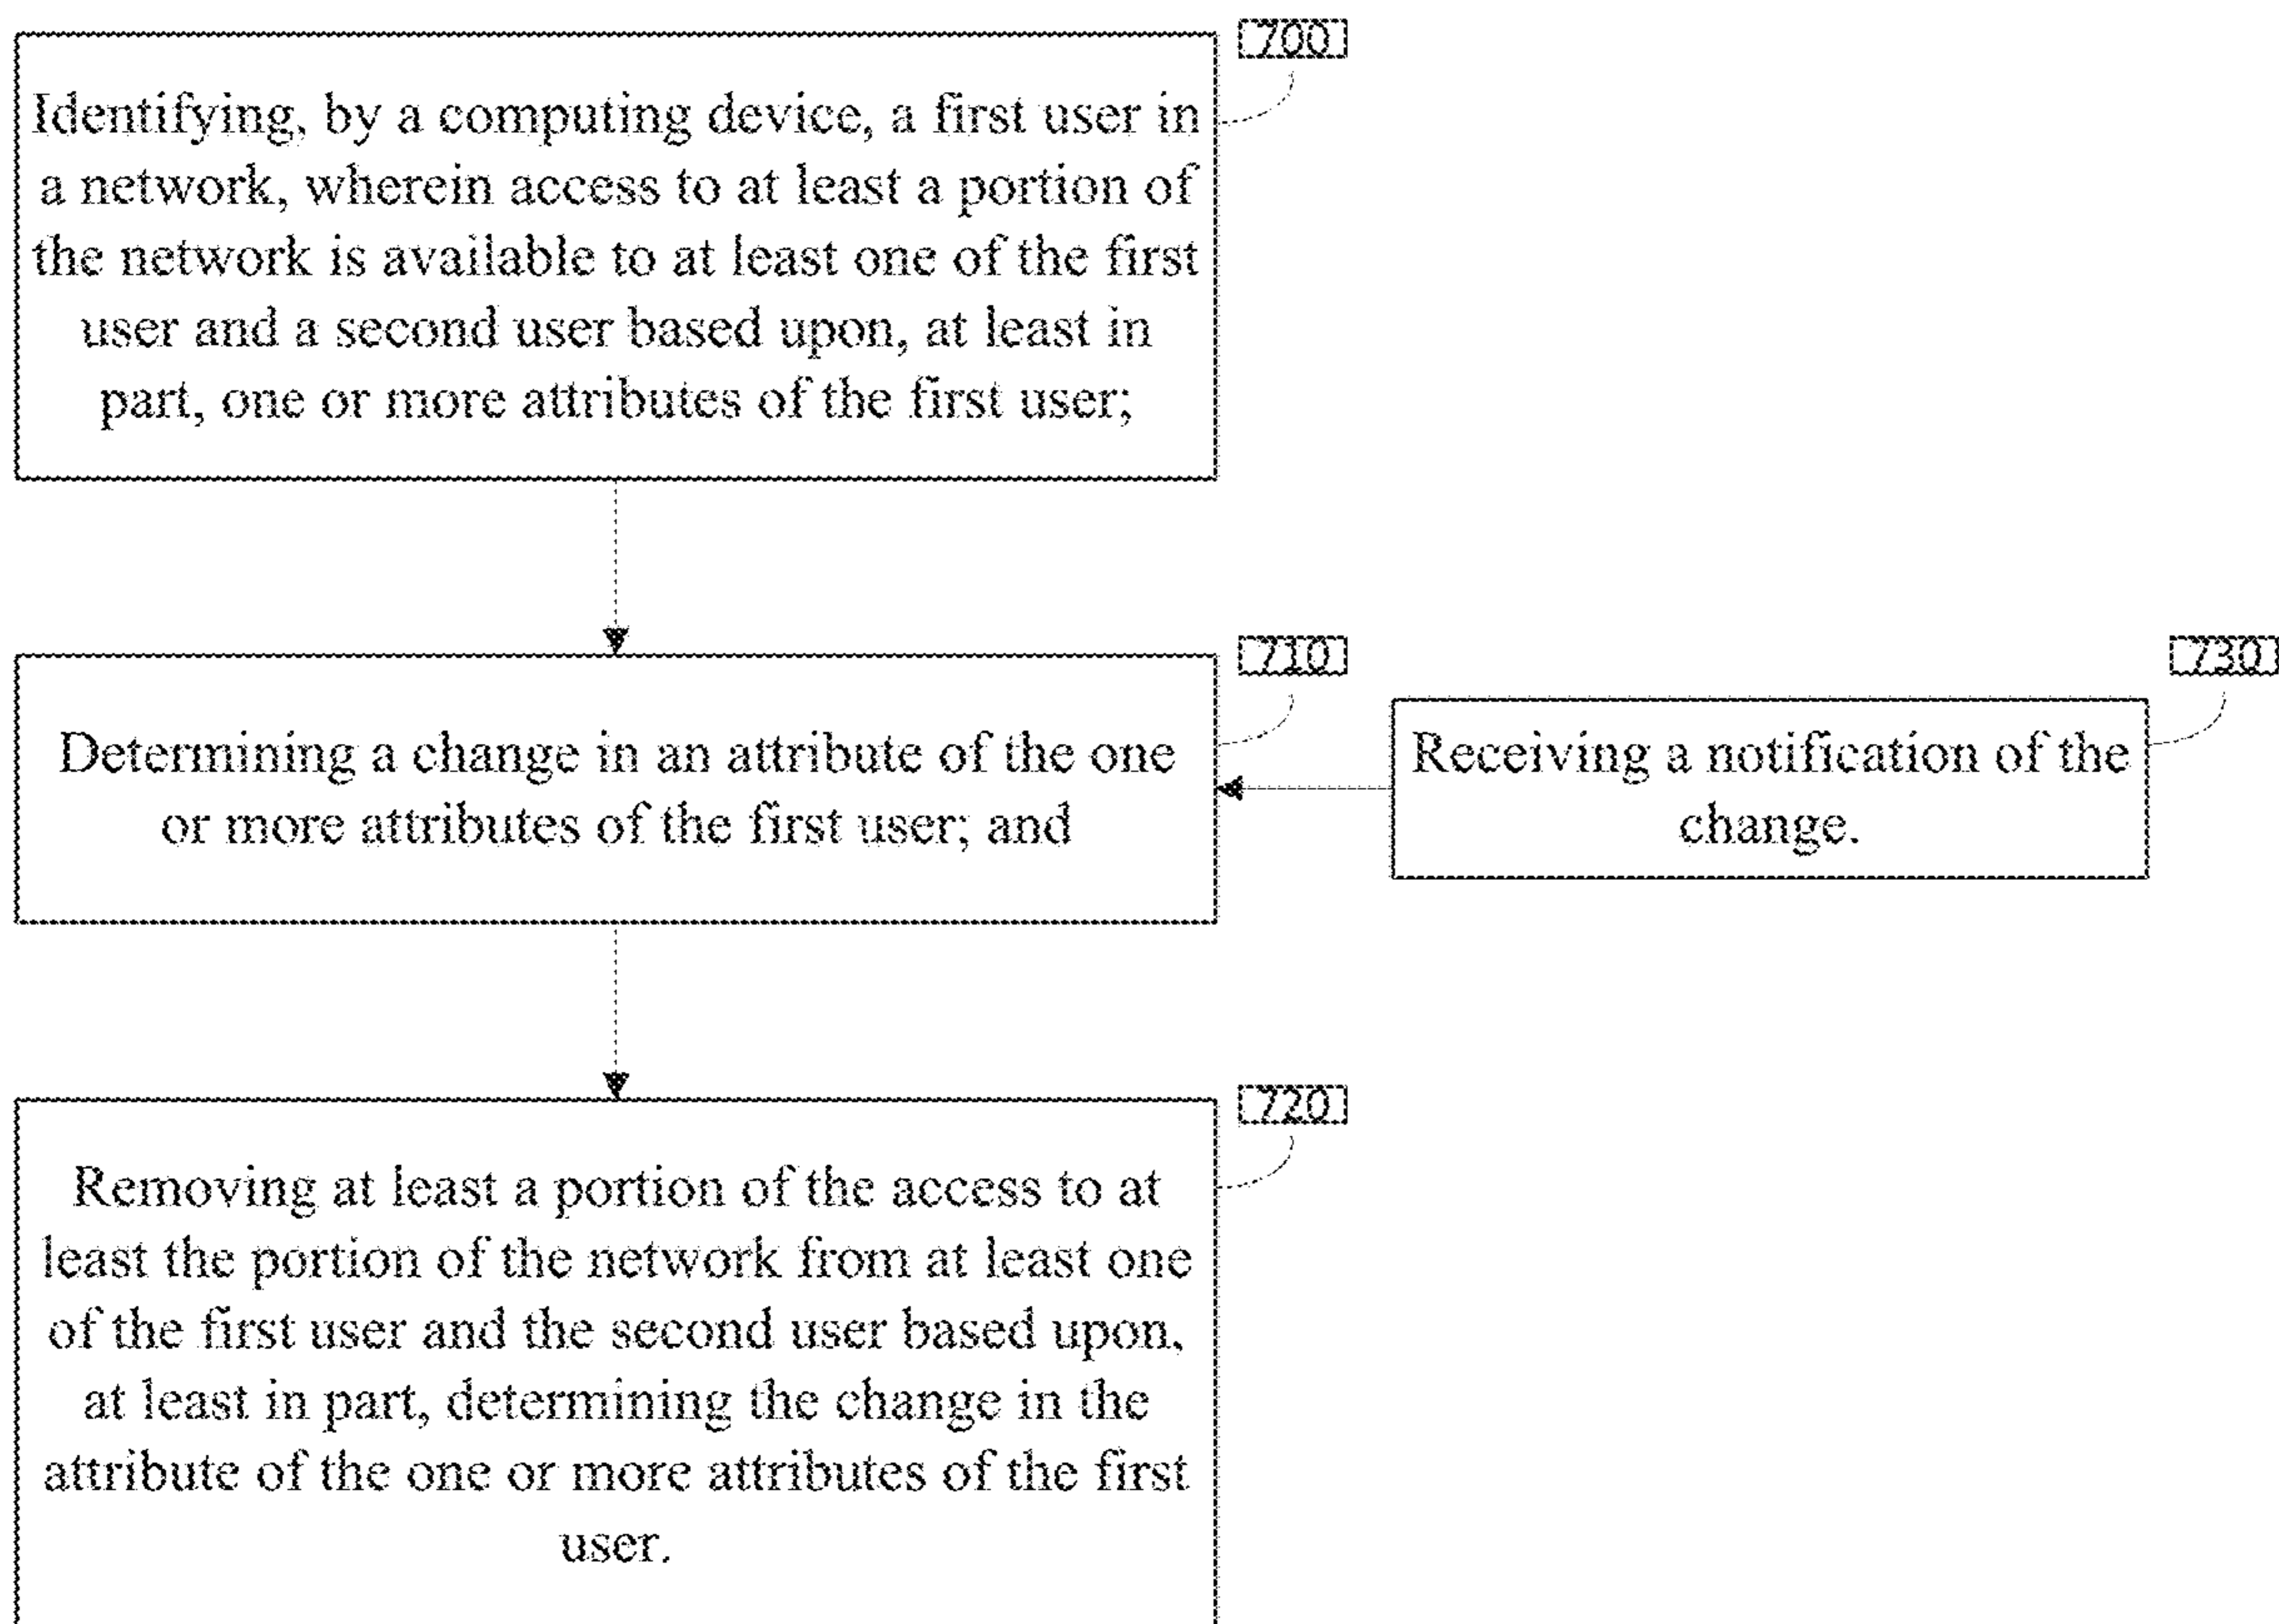 700
Identifying, by a computing device, a first user in
a network, wherein access to at least a portion of
the network is available to at least one of the first
user and a second user based upon, at least in
part, one or more attributes of the first user;
710
Determining a change in an attribute of the one
or more attributes of the first user; and
730
Receiving a notification of the
change.
720
Removing at least a portion of the access to at
least the portion of the network from at least one
of the first user and the second user based upon,
at least in part, determining the change in the
attribute of the one or more attributes of the first
user.